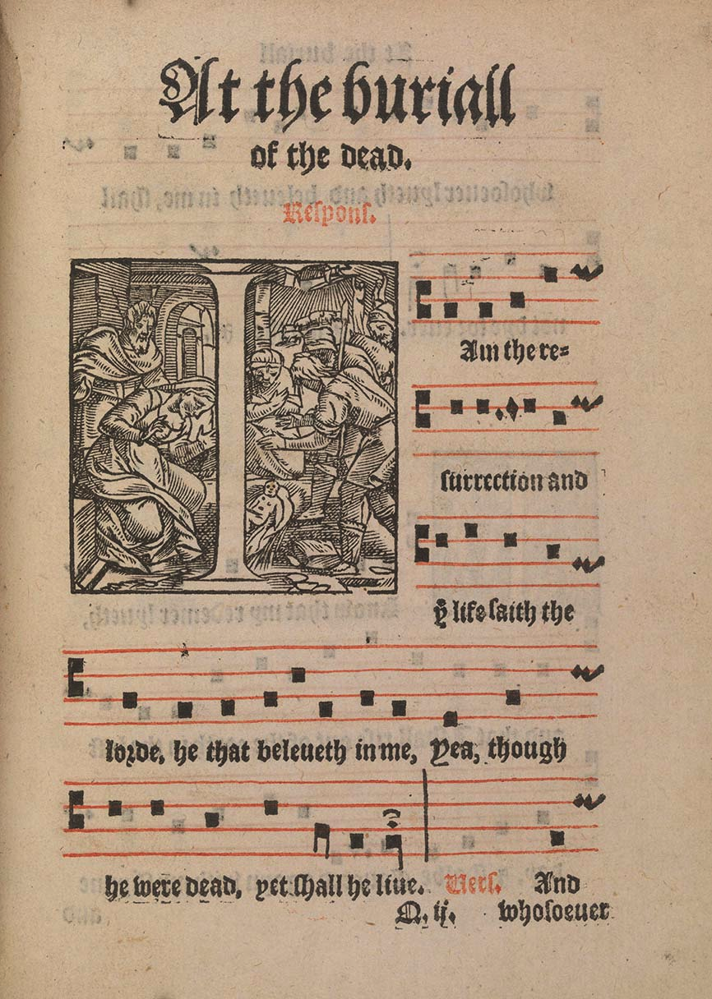 At the buriall
of the dead.
Respons.
I
Am the re=
surrection and
yͤ life saith the
lorde, he that beleueth in me, Yea, though
he were dead, yet shall he liue. Uers. And
N. ij. whosoeuer